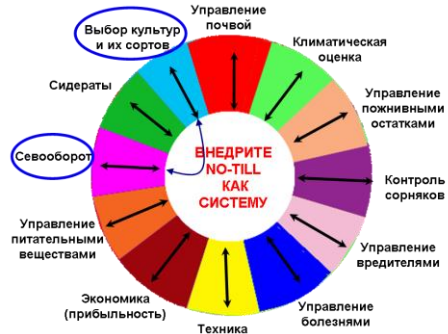 Управление
почвой
Климатическая
оценка
Управление
пожнивными
остатками
Контроль
сорняков
Управление
вредителями
Управление
болезнями
Техника
Экономика
(прибыльность)
Управление
питательными
веществами
Севооборот
Сидераты
Выбор культур
и их сортов
ВНЕДРИТЕ
NO-TILL
КАК
СИСТЕМУ